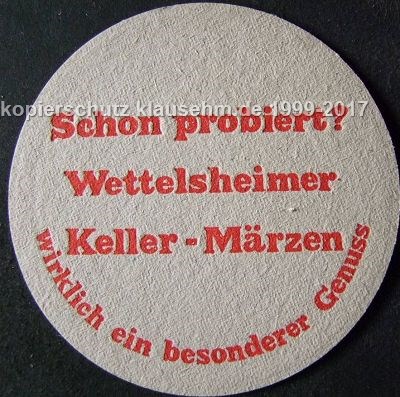 kopierschutz klausehm.de 1999-2017
Schon probiert?
Wettelsheimer
Keller - Märzen
wirklich ein besonderer Genuss